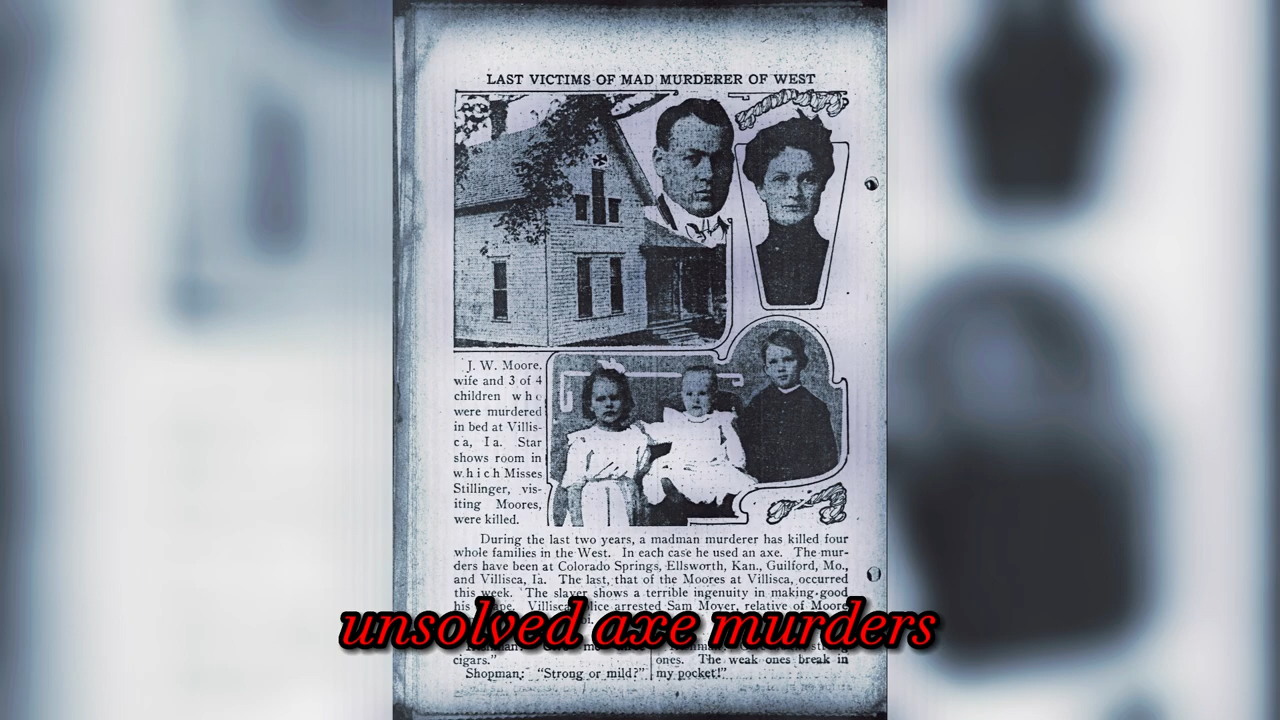 LAST VICTIMS OF MAD MURDERER OF WEST
J. W. Moore.
wife and 3 of 4
children who
were murdered
in bed at Villis-
ca, Ia. Star
shows room in
which Misses
Stillinger, vis-
iting Moores,
were killed.
During the last two years, a madman murderer has killed four
whole families in the West. In each case he used an axe. The mur-
ders have been at Colorado Springs, Ellsworth, Kan., Guilford, Mo.,
and Villisca, Ia. The last, that of the Moores at Villisca, occurred
this week. The slayer shows a terrible ingenuity in making good
his Villisca arrested Sam Moyer, relative of Moore
unsolved axe murders
cigars."
Shopman: "Strong or mild?"
ones. The weak ones break in
my pocket!"